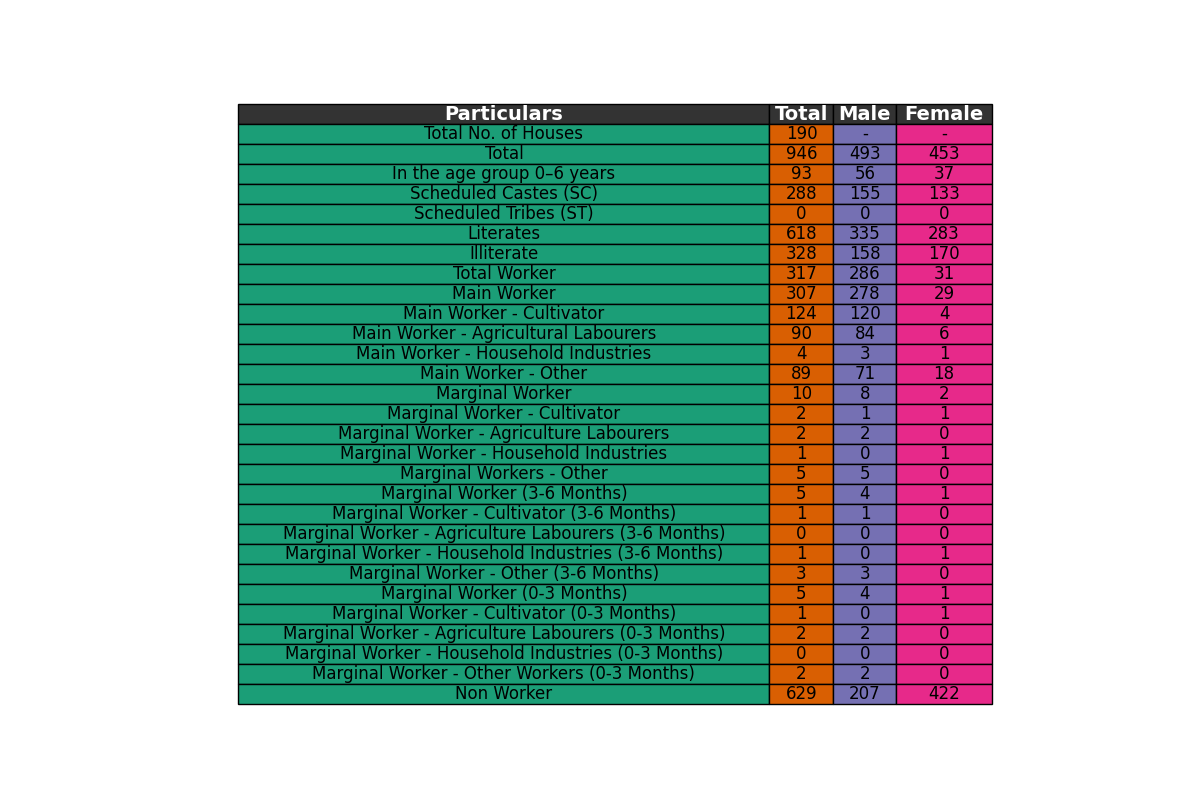 Particulars Total Male Female
Total No. of Houses 190 - -
Total 946 493 453
In the age group 0–6 years 93 56 37
Scheduled Castes (SC) 288 155 133
Scheduled Tribes (ST) 0 0 0
Literates 618 335 283
Illiterate 328 158 170
Total Worker 317 286 31
Main Worker 307 278 29
Main Worker - Cultivator 124 120 4
Main Worker - Agricultural Labourers 90 84 6
Main Worker - Household Industries 4 3 1
Main Worker - Other 89 71 18
Marginal Worker 10 8 2
Marginal Worker - Cultivator 2 1 1
Marginal Worker - Agriculture Labourers 2 2 0
Marginal Worker - Household Industries 1 0 1
Marginal Workers - Other 5 5 0
Marginal Worker (3-6 Months) 5 4 1
Marginal Worker - Cultivator (3-6 Months) 1 1 0
Marginal Worker - Agriculture Labourers (3-6 Months) 0 0 0
Marginal Worker - Household Industries (3-6 Months) 1 0 1
Marginal Worker - Other (3-6 Months) 3 3 0
Marginal Worker (0-3 Months) 5 4 1
Marginal Worker - Cultivator (0-3 Months) 1 0 1
Marginal Worker - Agriculture Labourers (0-3 Months) 2 2 0
Marginal Worker - Household Industries (0-3 Months) 0 0 0
Marginal Worker - Other Workers (0-3 Months) 2 2 0
Non Worker 629 207 422